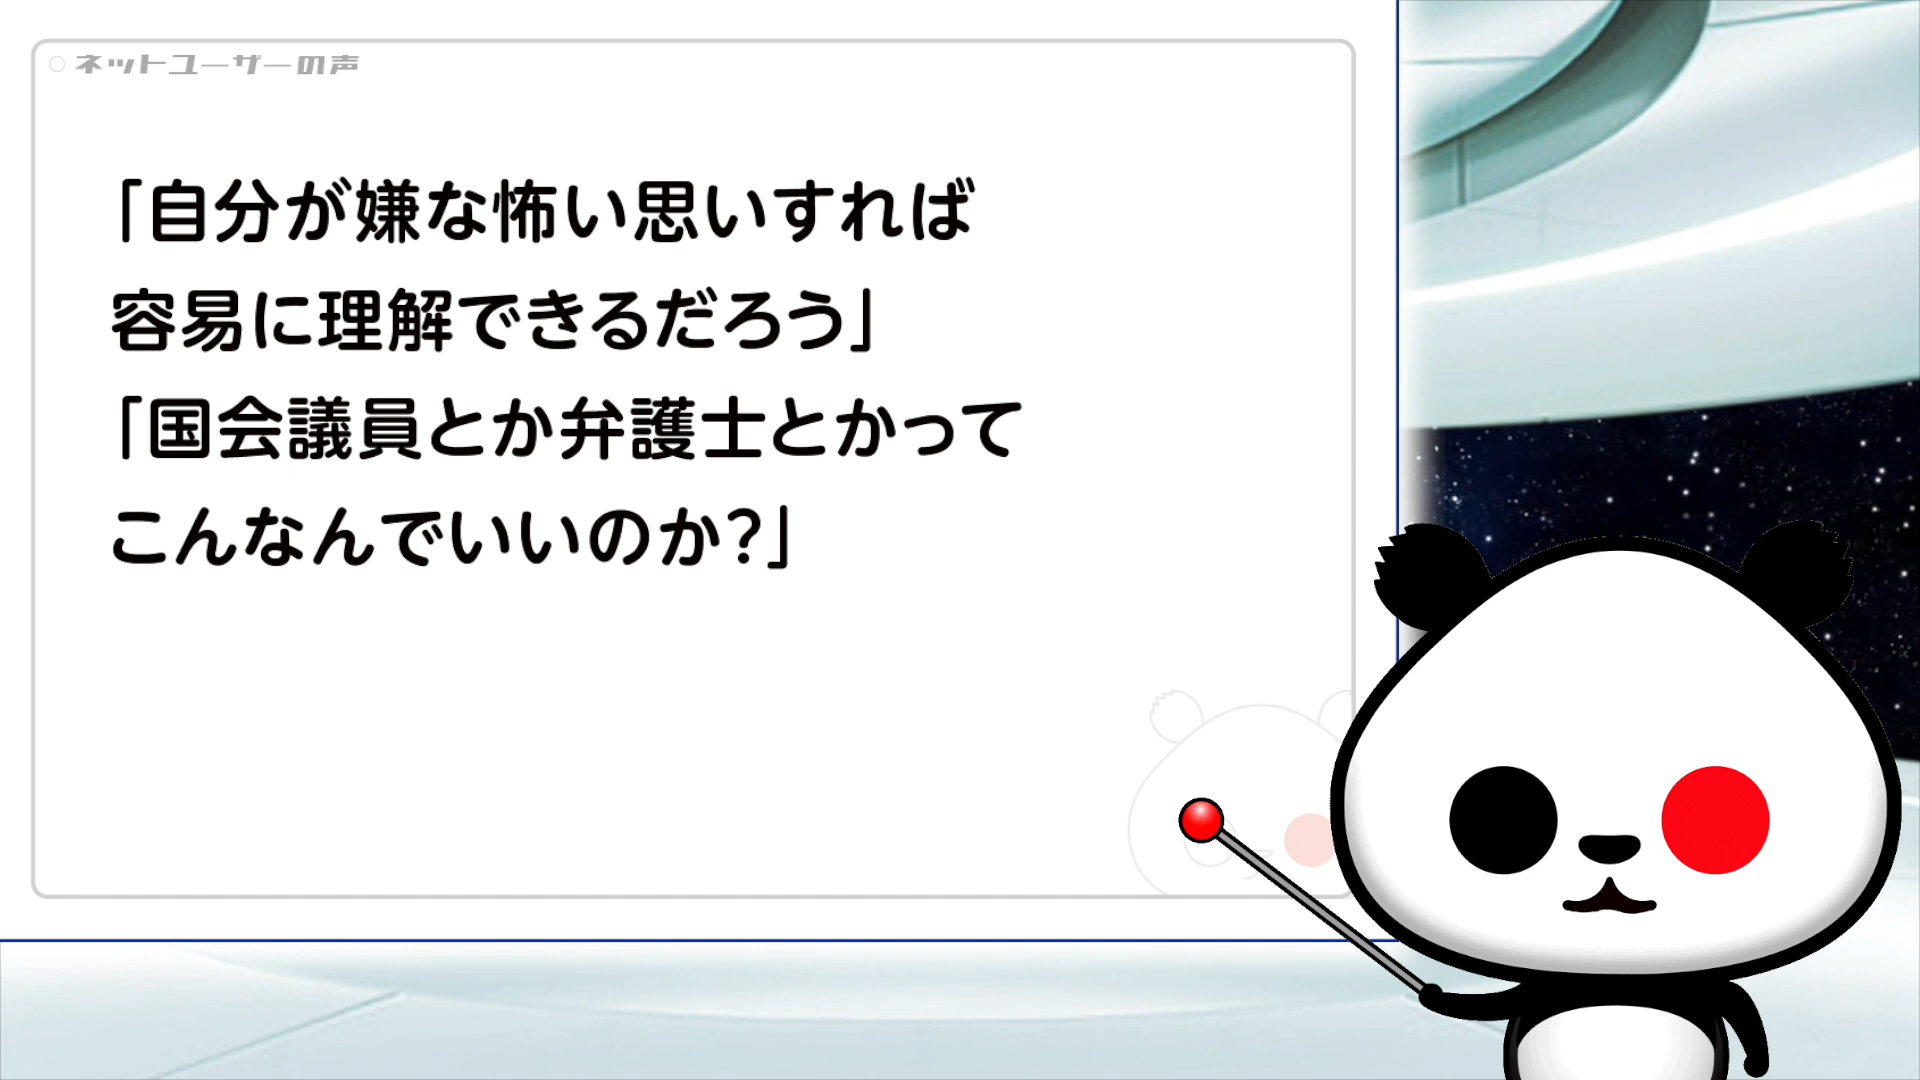 ネットユーザーの声
「自分が嫌な怖い思いすれば
容易に理解できるだろう」
「国会議員とか弁護士とかって
こんなんでいいのか?」